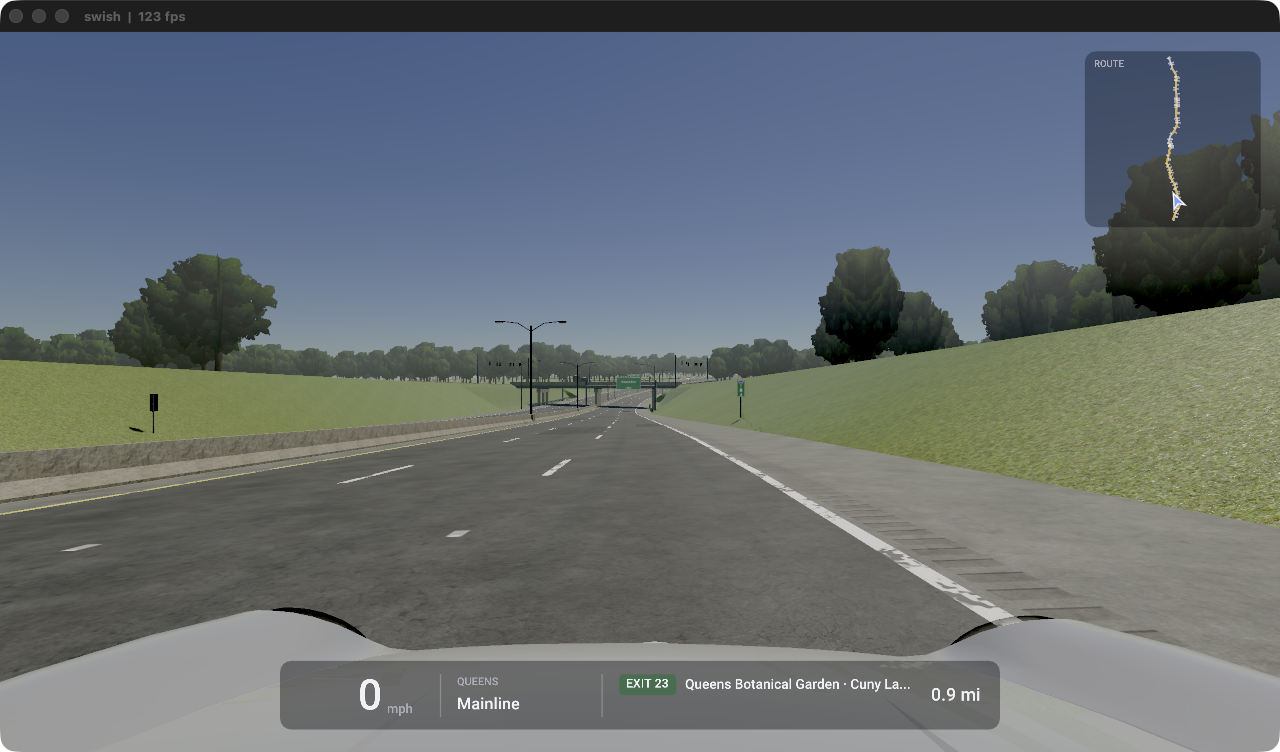 swish | 123 fps
ROUTE
0 mph
QUEENS
Mainline
EXIT 23 Queens Botanical Garden · Cuny La...
0.9 mi